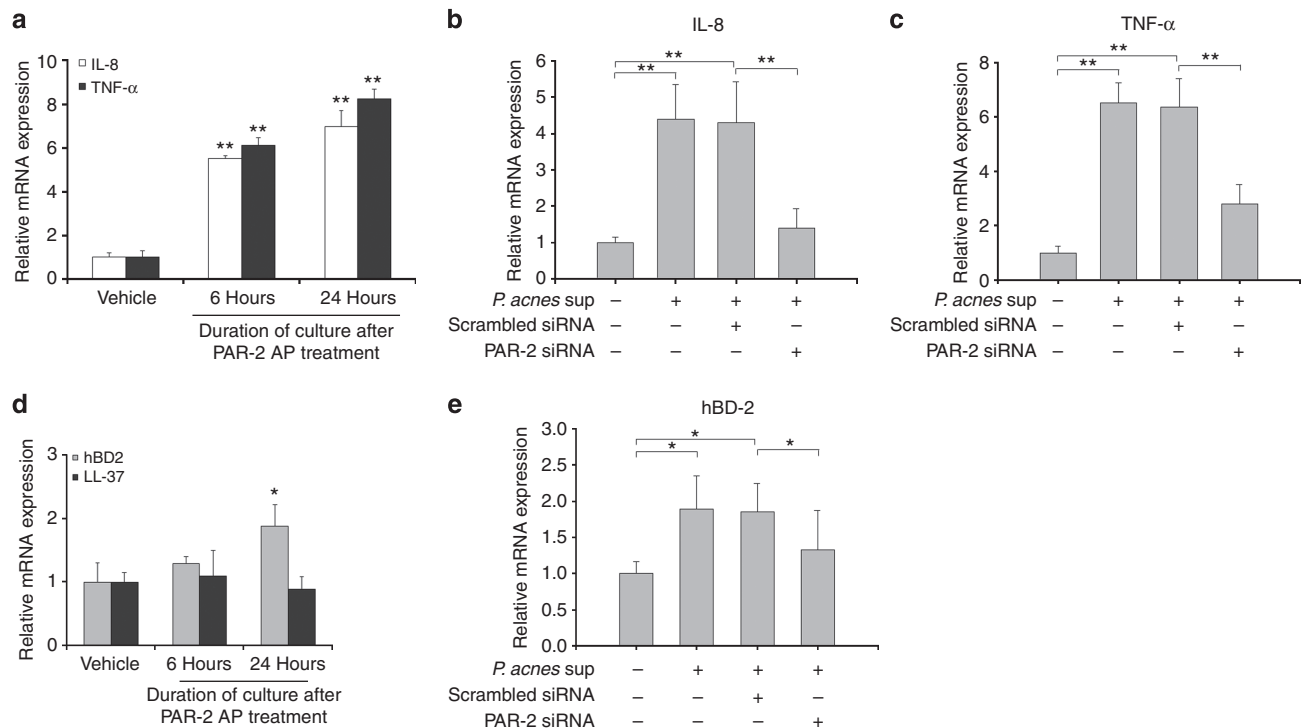 a
IL-8
TNF-α
Relative mRNA expression
10
8
6
4
2
0
** ** ** **
Vehicle 6 Hours 24 Hours
Duration of culture after
PAR-2 AP treatment
b
IL-8
Relative mRNA expression
6
5
4
3
2
1
0
**
** **
P. acnes sup – + + +
Scrambled siRNA – – + –
PAR-2 siRNA – – – +
c
TNF-α
Relative mRNA expression
8
6
4
2
0
**
** **
P. acnes sup – + + +
Scrambled siRNA – – + –
PAR-2 siRNA – – – +
d
hBD2
LL-37
Relative mRNA expression
3
2
1
0
*
Vehicle 6 Hours 24 Hours
Duration of culture after
PAR-2 AP treatment
e
hBD-2
Relative mRNA expression
3.0
2.5
2.0
1.5
1.0
0.5
0.0
*
* *
P. acnes sup – + + +
Scrambled siRNA – – + –
PAR-2 siRNA – – – +